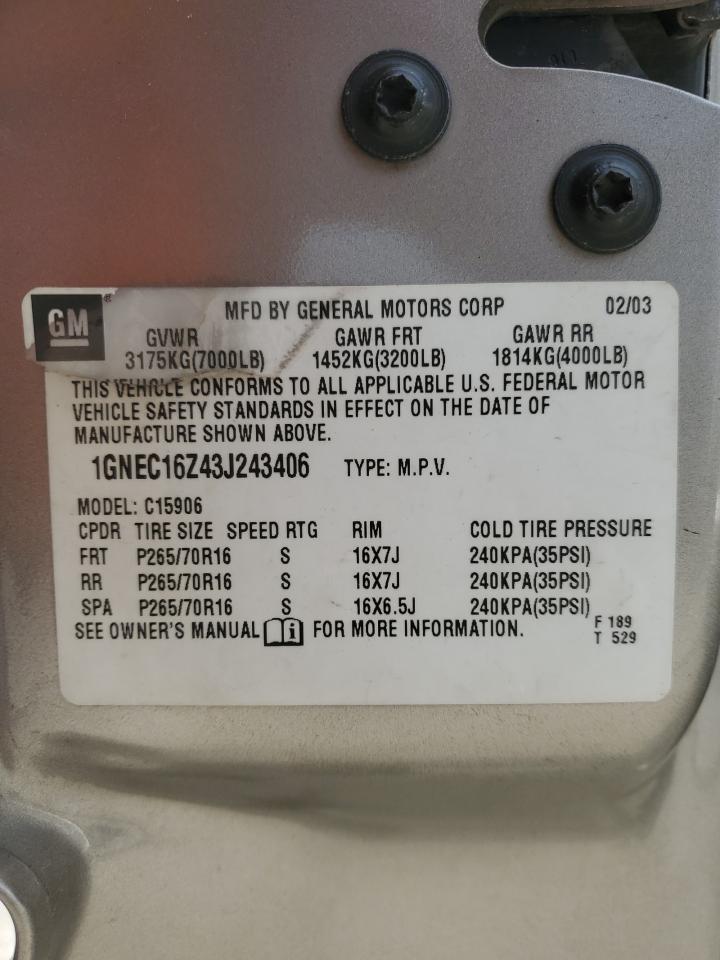 GM ® MFD BY GENERAL MOTORS CORP 02/03
GVWR GAWR FRT GAWR RR
3175KG(7000LB) 1452KG(3200LB) 1814KG(4000LB)
THIS VEHICLE CONFORMS TO ALL APPLICABLE U.S. FEDERAL MOTOR
VEHICLE SAFETY STANDARDS IN EFFECT ON THE DATE OF
MANUFACTURE SHOWN ABOVE.
1GNEC16Z43J243406 TYPE: M.P.V.
MODEL: C15906
CPDR TIRE SIZE SPEED RTG RIM COLD TIRE PRESSURE
FRT P265/70R16 S 16X7J 240KPA(35PSI)
RR P265/70R16 S 16X7J 240KPA(35PSI)
SPA P265/70R16 S 16X6.5J 240KPA(35PSI)
SEE OWNER'S MANUAL i FOR MORE INFORMATION. F 189
T 529